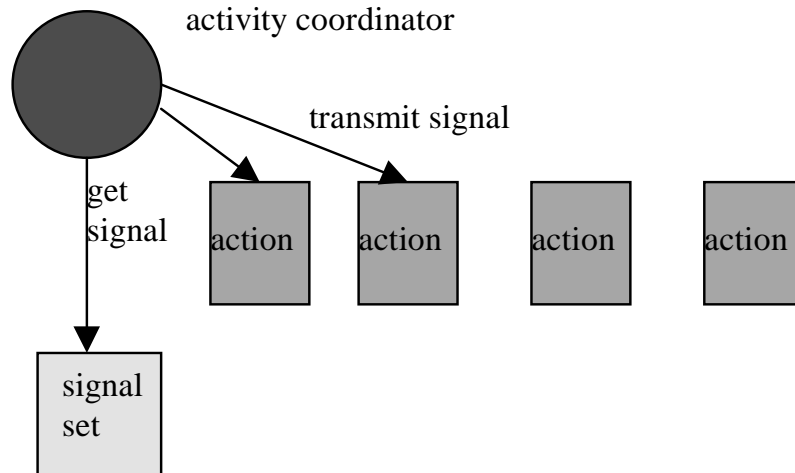 activity coordinator
transmit signal
get
signal
action
action
action
action
signal
set